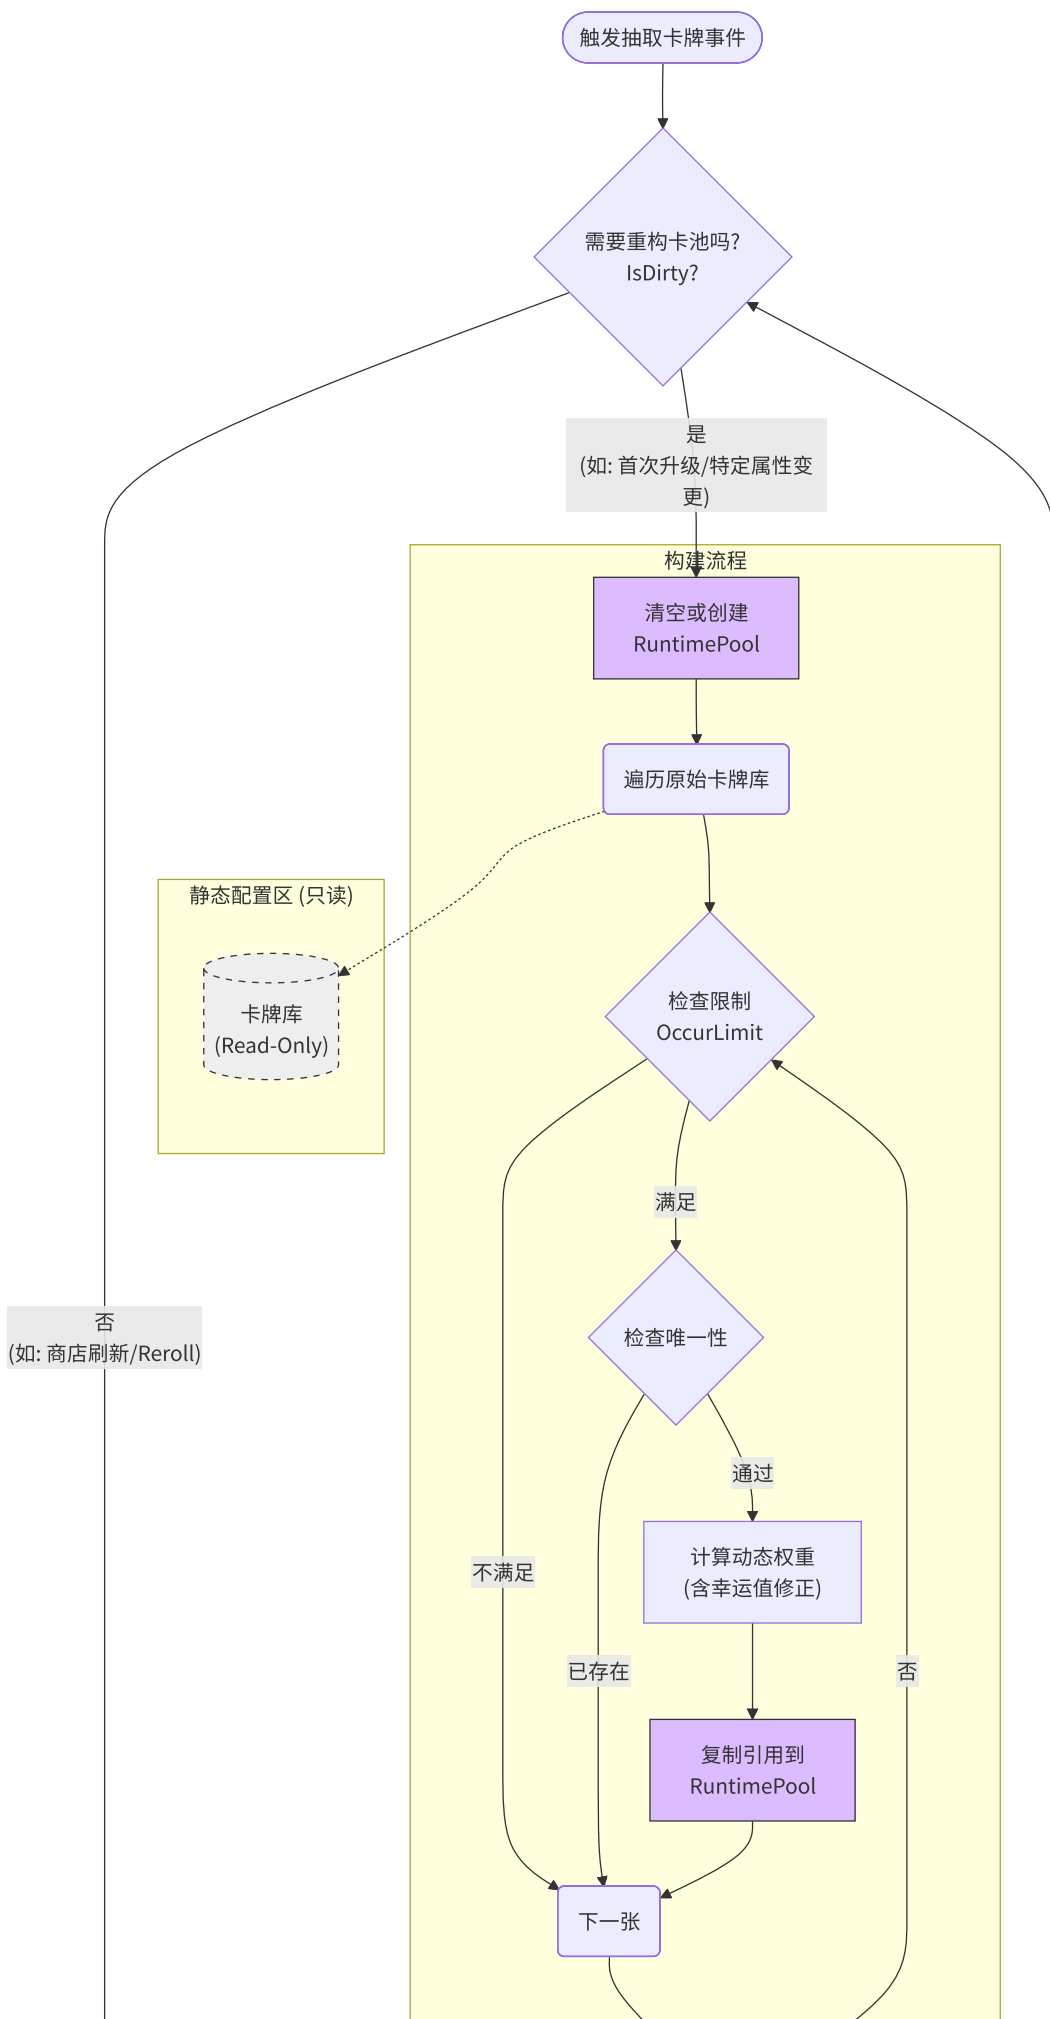 触发抽取卡牌事件
需要重构卡池吗?
IsDirty?
是
(如: 首次升级/特定属性变
更)
构建流程
清空或创建
RuntimePool
遍历原始卡牌库
静态配置区 (只读)
卡牌库
(Read-Only)
检查限制
OccurLimit
满足
否
(如: 商店刷新/Reroll)
检查唯一性
通过
计算动态权重
(含幸运值修正)
不满足
已存在
否
复制引用到
RuntimePool
下一张